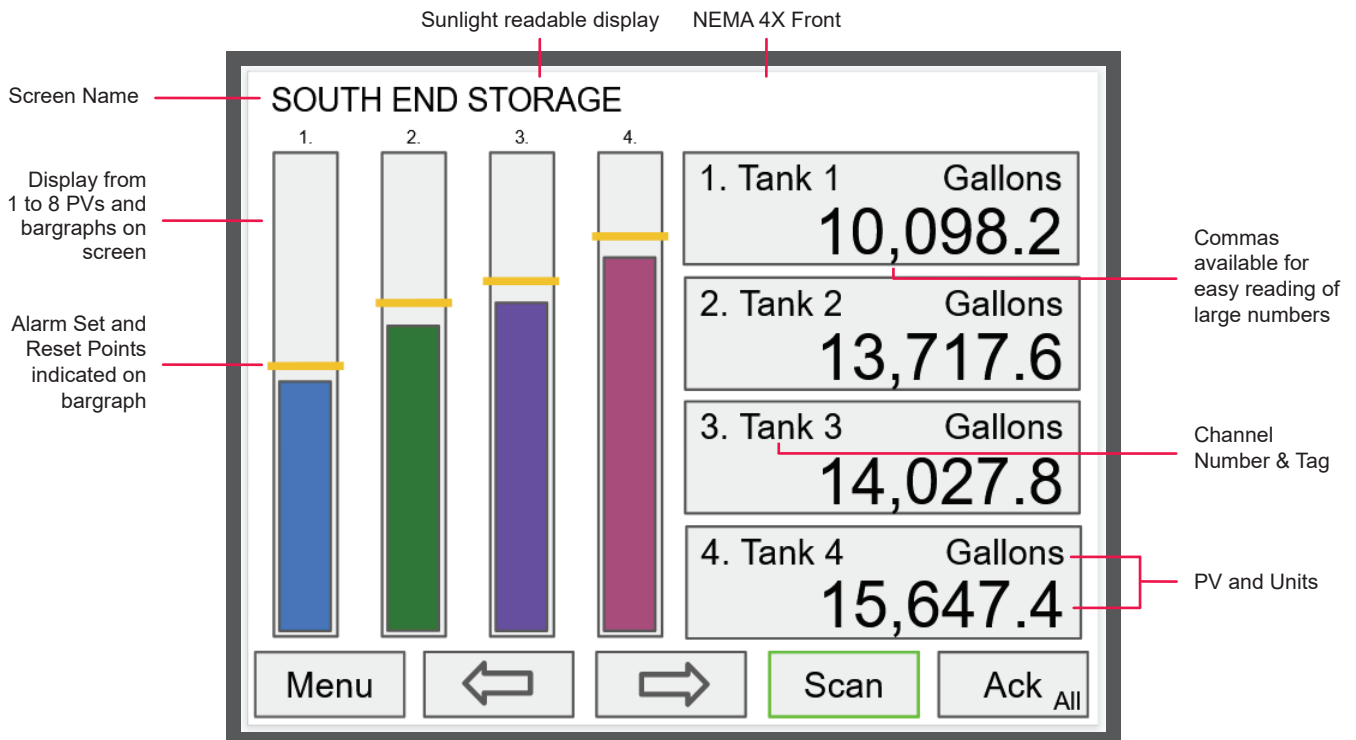 Sunlight readable display
NEMA 4X Front
Screen Name
SOUTH END STORAGE
1.
2.
3.
4.
Display from
1 to 8 PVs and
bargraphs on
screen
Alarm Set and
Reset Points
indicated on
bargraph
1. Tank 1 Gallons
10,098.2
2. Tank 2 Gallons
13,717.6
3. Tank 3 Gallons
14,027.8
4. Tank 4 Gallons
15,647.4
Commas
available for
easy reading of
large numbers
Channel
Number & Tag
PV and Units
Menu
Scan
Ack All